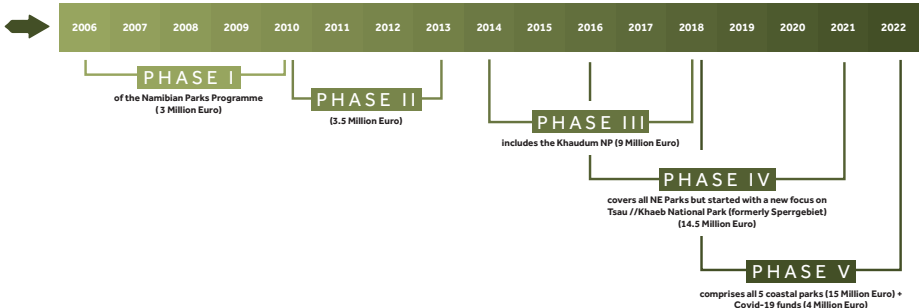 2006 2007 2008 2009 2010 2011 2012 2013 2014 2015 2016 2017 2018 2019 2020 2021 2022
PHASE I
of the Namibian Parks Programme
( 3 Million Euro)
PHASE II
(3.5 Million Euro)
PHASE III
includes the Khaudum NP (9 Million Euro)
PHASE IV
covers all NE Parks but started with a new focus on
Tsau //Khaeb National Park (formerly Sperrgebiet)
(14.5 Million Euro)
PHASE V
comprises all 5 coastal parks (15 Million Euro) +
Covid-19 funds (4 Million Euro)